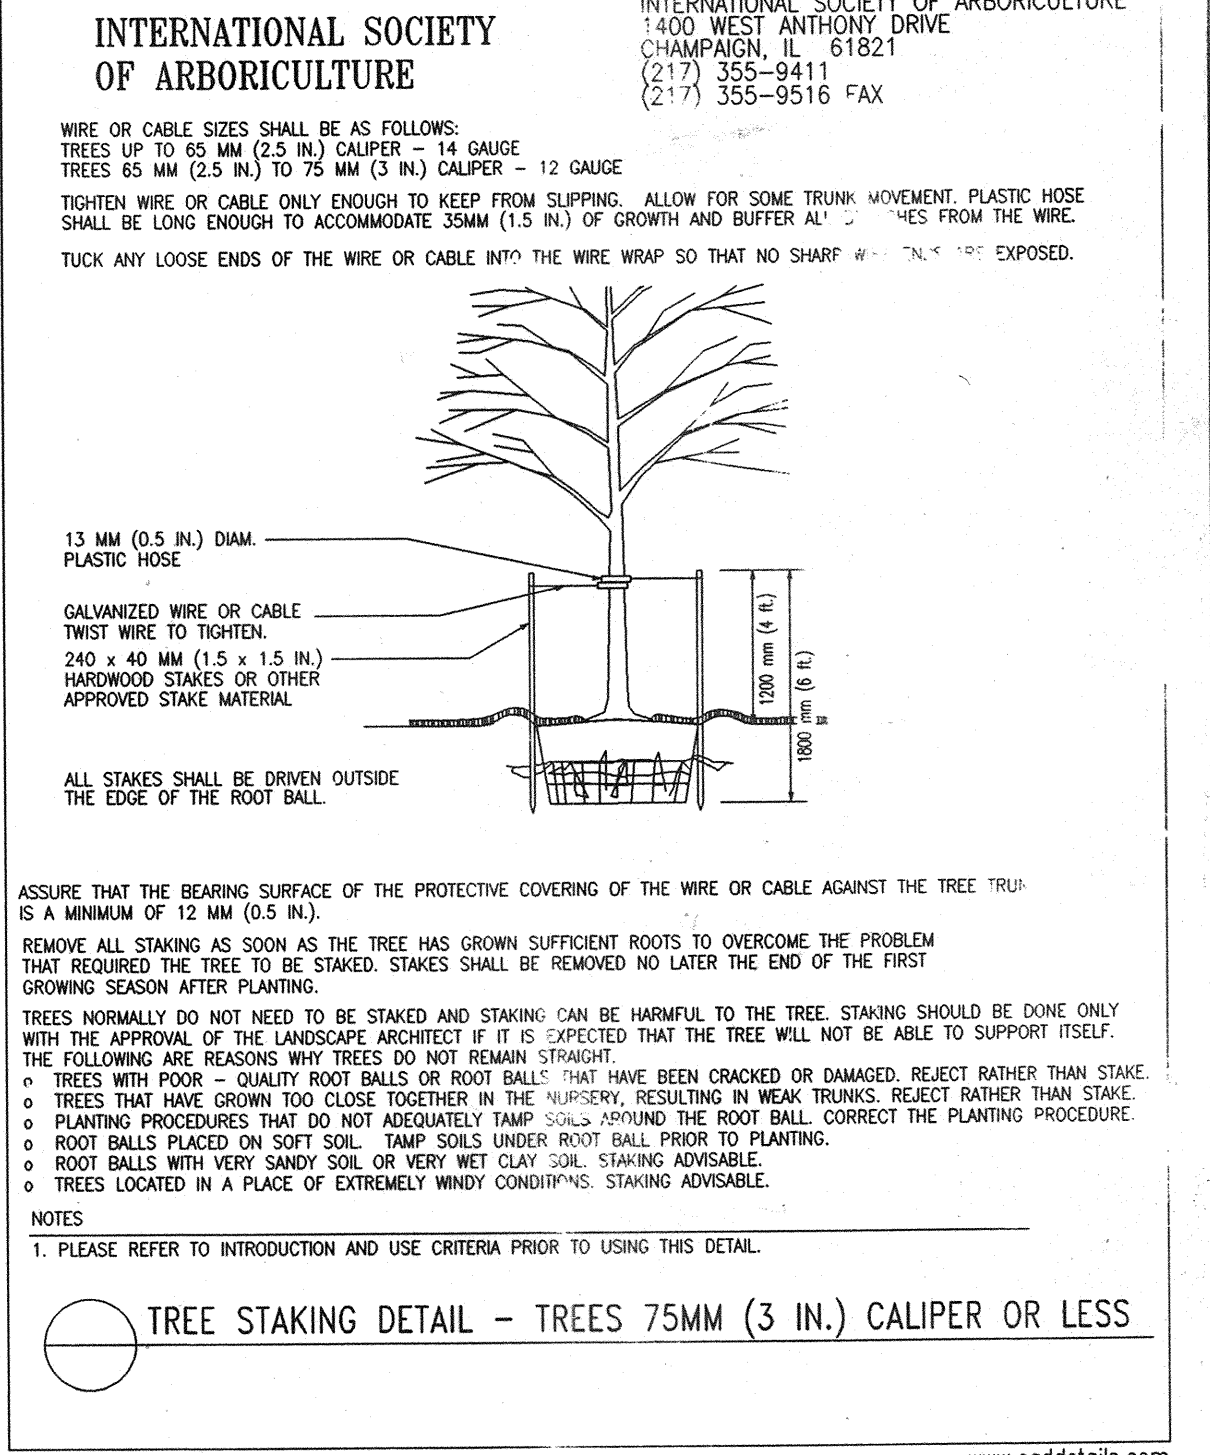 INTERNATIONAL SOCIETY
OF ARBORICULTURE
INTERNATIONAL SOCIETY OF ARBORICULTURE
1400 WEST ANTHONY DRIVE
CHAMPAIGN, IL 61821
(217) 355-9411
(217) 355-9516 FAX
WIRE OR CABLE SIZES SHALL BE AS FOLLOWS:
TREES UP TO 65 MM (2.5 IN.) CALIPER - 14 GAUGE
TREES 65 MM (2.5 IN.) TO 75 MM (3 IN.) CALIPER - 12 GAUGE
TIGHTEN WIRE OR CABLE ONLY ENOUGH TO KEEP FROM SLIPPING. ALLOW FOR SOME TRUNK MOVEMENT. PLASTIC HOSE
SHALL BE LONG ENOUGH TO ACCOMMODATE 35MM (1.5 IN.) OF GROWTH AND BUFFER ALL FROM THE WIRE.
TUCK ANY LOOSE ENDS OF THE WIRE OR CABLE INTO THE WIRE WRAP SO THAT NO SHARP WIRE ENDS ARE EXPOSED.
13 MM (0.5 IN.) DIAM.
PLASTIC HOSE
GALVANIZED WIRE OR CABLE
TWIST WIRE TO TIGHTEN.
240 x 40 MM (1.5 x 1.5 IN.)
HARDWOOD STAKES OR OTHER
APPROVED STAKE MATERIAL
1200 mm (4 ft.)
1800 mm (6 ft.)
ALL STAKES SHALL BE DRIVEN OUTSIDE
THE EDGE OF THE ROOT BALL.
ASSURE THAT THE BEARING SURFACE OF THE PROTECTIVE COVERING OF THE WIRE OR CABLE AGAINST THE TREE TRUN
IS A MINIMUM OF 12 MM (0.5 IN.).
REMOVE ALL STAKING AS SOON AS THE TREE HAS GROWN SUFFICIENT ROOTS TO OVERCOME THE PROBLEM
THAT REQUIRED THE TREE TO BE STAKED. STAKES SHALL BE REMOVED NO LATER THE END OF THE FIRST
GROWING SEASON AFTER PLANTING.
TREES NORMALLY DO NOT NEED TO BE STAKED AND STAKING CAN BE HARMFUL TO THE TREE. STAKING SHOULD BE DONE ONLY
WITH THE APPROVAL OF THE LANDSCAPE ARCHITECT IF IT IS EXPECTED THAT THE TREE WILL NOT BE ABLE TO SUPPORT ITSELF.
THE FOLLOWING ARE REASONS WHY TREES DO NOT REMAIN STRAIGHT.
o TREES WITH POOR - QUALITY ROOT BALLS OR ROOT BALLS THAT HAVE BEEN CRACKED OR DAMAGED. REJECT RATHER THAN STAKE.
o TREES THAT HAVE GROWN TOO CLOSE TOGETHER IN THE NURSERY, RESULTING IN WEAK TRUNKS. REJECT RATHER THAN STAKE.
o PLANTING PROCEDURES THAT DO NOT ADEQUATELY TAMP SOILS AROUND THE ROOT BALL. CORRECT THE PLANTING PROCEDURE.
o ROOT BALLS PLACED ON SOFT SOIL. TAMP SOILS UNDER ROOT BALL PRIOR TO PLANTING.
o ROOT BALLS WITH VERY SANDY SOIL OR VERY WET CLAY SOIL. STAKING ADVISABLE.
o TREES LOCATED IN A PLACE OF EXTREMELY WINDY CONDITIONS. STAKING ADVISABLE.
NOTES
1. PLEASE REFER TO INTRODUCTION AND USE CRITERIA PRIOR TO USING THIS DETAIL.
TREE STAKING DETAIL - TREES 75MM (3 IN.) CALIPER OR LESS
www.caddetails.com